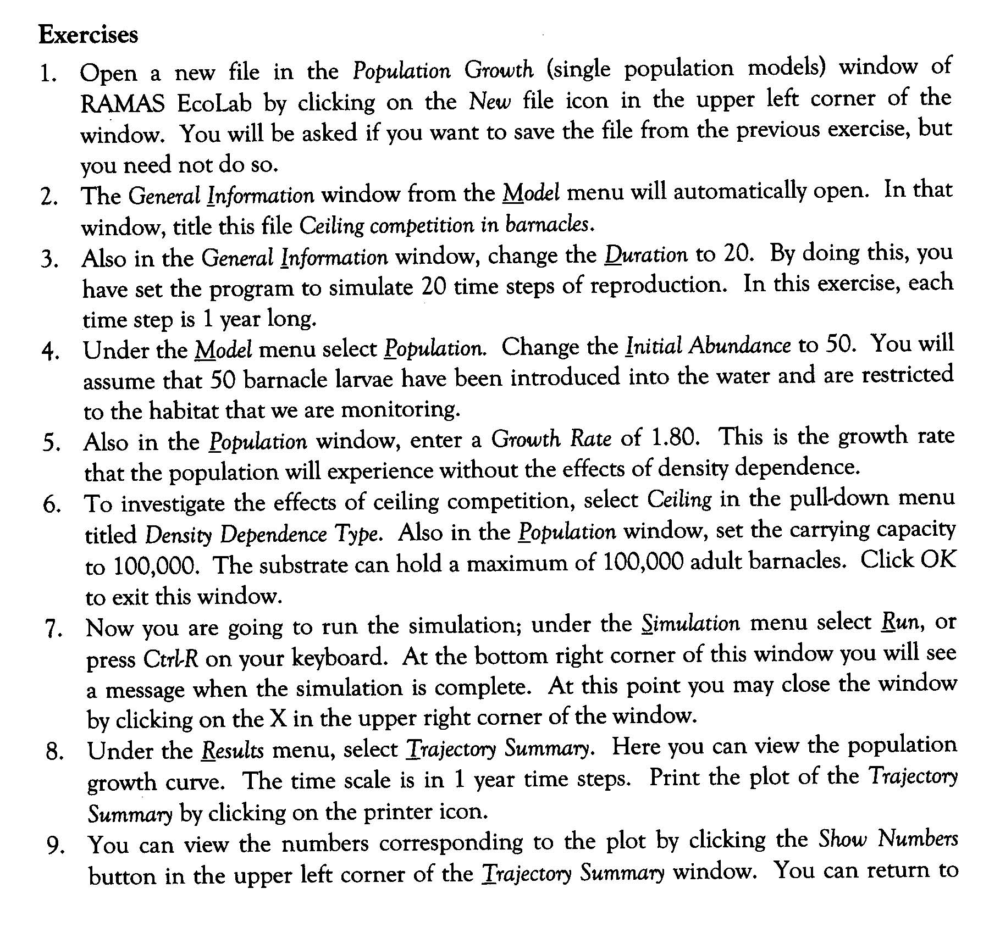 Exercises
1. Open a new file in the Population Growth (single population models) window of
RAMAS EcoLab by clicking on the New file icon in the upper left corner of the
window. You will be asked if you want to save the file from the previous exercise, but
you need not do so.
2. The General Information window from the Model menu will automatically open. In that
window, title this file Ceiling competition in barnacles.
3. Also in the General Information window, change the Duration to 20. By doing this, you
have set the program to simulate 20 time steps of reproduction. In this exercise, each
time step is 1 year long.
4. Under the Model menu select Population. Change the Initial Abundance to 50. You will
assume that 50 barnacle larvae have been introduced into the water and are restricted
to the habitat that we are monitoring.
5. Also in the Population window, enter a Growth Rate of 1.80. This is the growth rate
that the population will experience without the effects of density dependence.
6. To investigate the effects of ceiling competition, select Ceiling in the pull-down menu
titled Density Dependence Type. Also in the Population window, set the carrying capacity
to 100,000. The substrate can hold a maximum of 100,000 adult barnacles. Click OK
to exit this window.
7. Now you are going to run the simulation; under the Simulation menu select Run, or
press Ctrl-R on your keyboard. At the bottom right corner of this window you will see
a message when the simulation is complete. At this point you may close the window
by clicking on the X in the upper right corner of the window.
8. Under the Results menu, select Trajectory Summary. Here you can view the population
growth curve. The time scale is in 1 year time steps. Print the plot of the Trajectory
Summary by clicking on the printer icon.
9. You can view the numbers corresponding to the plot by clicking the Show Numbers
button in the upper left corner of the Trajectory Summary window. You can return to